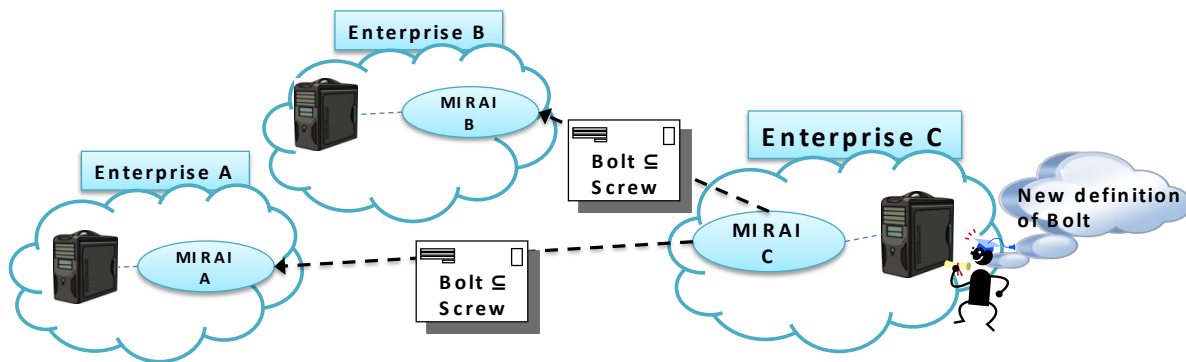 Enterprise B
MIRAI
B
Enterprise A
MIRAI
A
Bolt ⊆
Screw
Bolt ⊆
Screw
Enterprise C
MIRAI
C
New definition
of Bolt